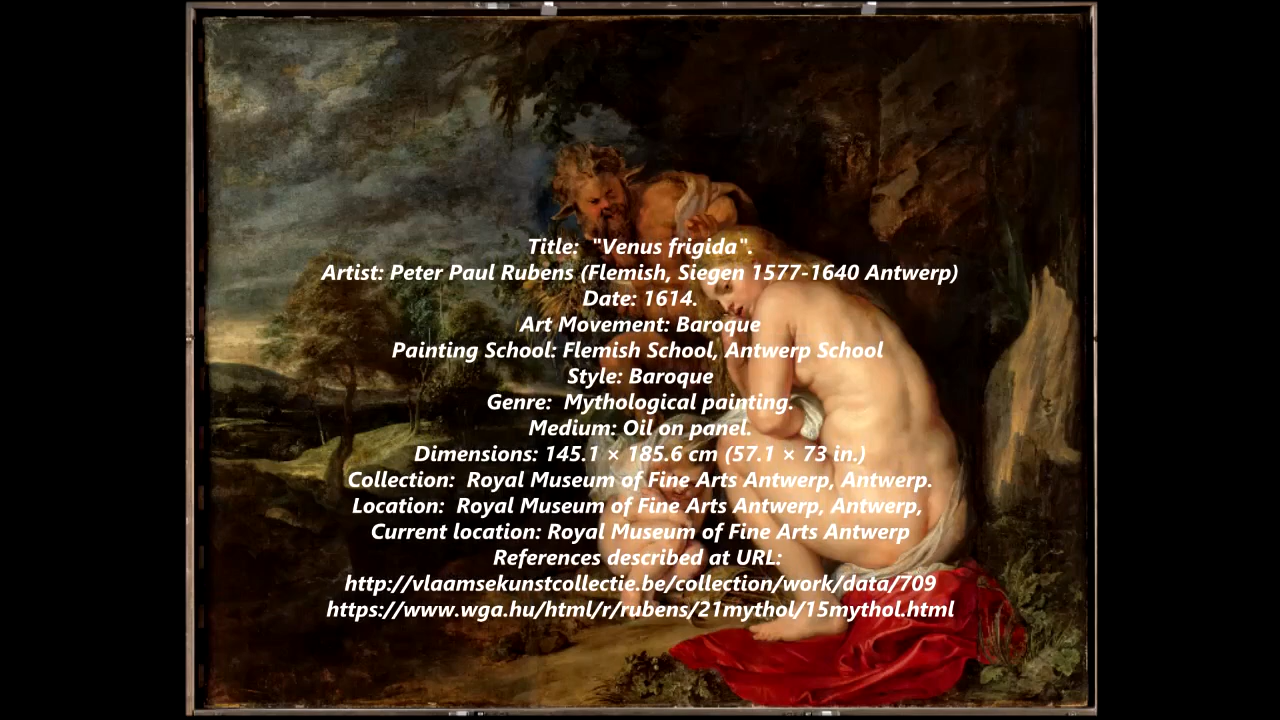 Title:  "Venus frigida".
Artist: Peter Paul Rubens (Flemish, Siegen 1577-1640 Antwerp)
Date: 1614.
Art Movement: Baroque
Painting School: Flemish School, Antwerp School
Style: Baroque
Genre:  Mythological painting.
Medium: Oil on panel.
Dimensions: 145.1 × 185.6 cm (57.1 × 73 in.)
Collection:  Royal Museum of Fine Arts Antwerp, Antwerp.
Location:  Royal Museum of Fine Arts Antwerp, Antwerp,
Current location: Royal Museum of Fine Arts Antwerp
References described at URL:
http://vlaamsekunstcollectie.be/collection/work/data/709
https://www.wga.hu/html/r/rubens/21mythol/15mythol.html